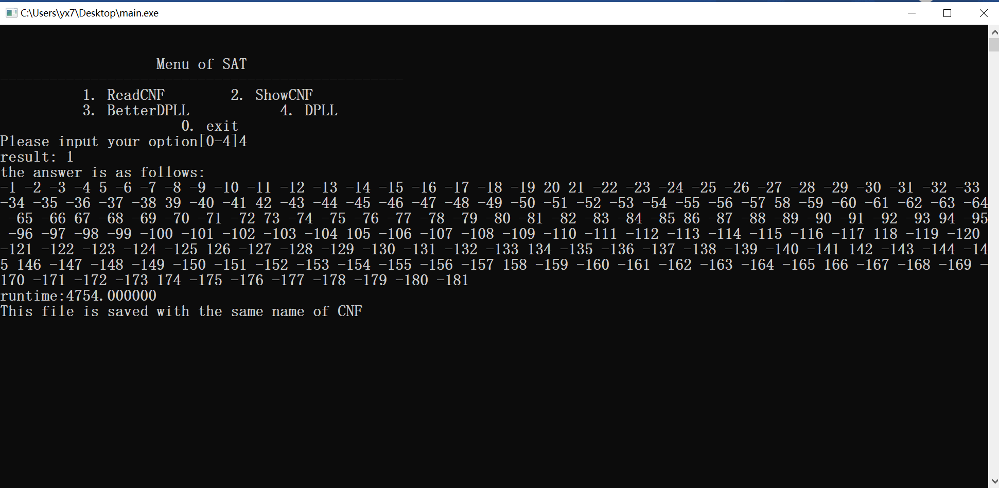 C:\Users\yx7\Desktop\main.exe
Menu of SAT
-------------------------------------------------
1. ReadCNF 2. ShowCNF
3. BetterDPLL 4. DPLL
0. exit
Please input your option[0-4]4
result: 1
the answer is as follows:
-1 -2 -3 -4 5 -6 -7 -8 -9 -10 -11 -12 -13 -14 -15 -16 -17 -18 -19 20 21 -22 -23 -24 -25 -26 -27 -28 -29 -30 -31 -32 -33
-34 -35 -36 -37 -38 39 -40 -41 42 -43 -44 -45 -46 -47 -48 -49 -50 -51 -52 -53 -54 -55 -56 -57 58 -59 -60 -61 -62 -63 -64
-65 -66 67 -68 -69 -70 -71 -72 73 -74 -75 -76 -77 -78 -79 -80 -81 -82 -83 -84 -85 86 -87 -88 -89 -90 -91 -92 -93 94 -95
-96 -97 -98 -99 -100 -101 -102 -103 -104 105 -106 -107 -108 -109 -110 -111 -112 -113 -114 -115 -116 -117 118 -119 -120
-121 -122 -123 -124 -125 126 -127 -128 -129 -130 -131 -132 -133 134 -135 -136 -137 -138 -139 -140 -141 142 -143 -144 -14
5 146 -147 -148 -149 -150 -151 -152 -153 -154 -155 -156 -157 158 -159 -160 -161 -162 -163 -164 -165 166 -167 -168 -169 -
170 -171 -172 -173 174 -175 -176 -177 -178 -179 -180 -181
runtime:4754.000000
This file is saved with the same name of CNF